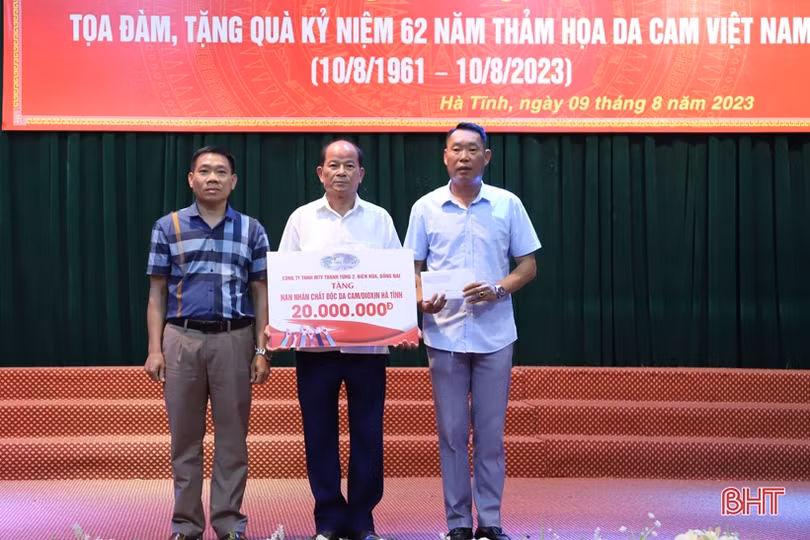 TỌA ĐÀM, TẶNG QUÀ KỶ NIỆM 62 NĂM THẢM HỌA DA CAM VIỆT NAM
(10/8/1961 – 10/8/2023)
Hà Tĩnh, ngày 09 tháng 8 năm 2023
CÔNG TY TNHH MTV THANH TÙNG 2, BIÊN HÒA, ĐỒNG NAI
TẶNG
NẠN NHÂN CHẤT ĐỘC DA CAM/DIOXIN HÀ TĨNH
20.000.000Đ
BHT